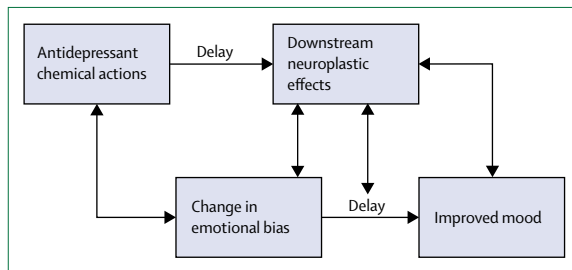 Antidepressant
chemical actions
Delay
Downstream
neuroplastic
effects
Change in
emotional bias
Delay
Improved mood